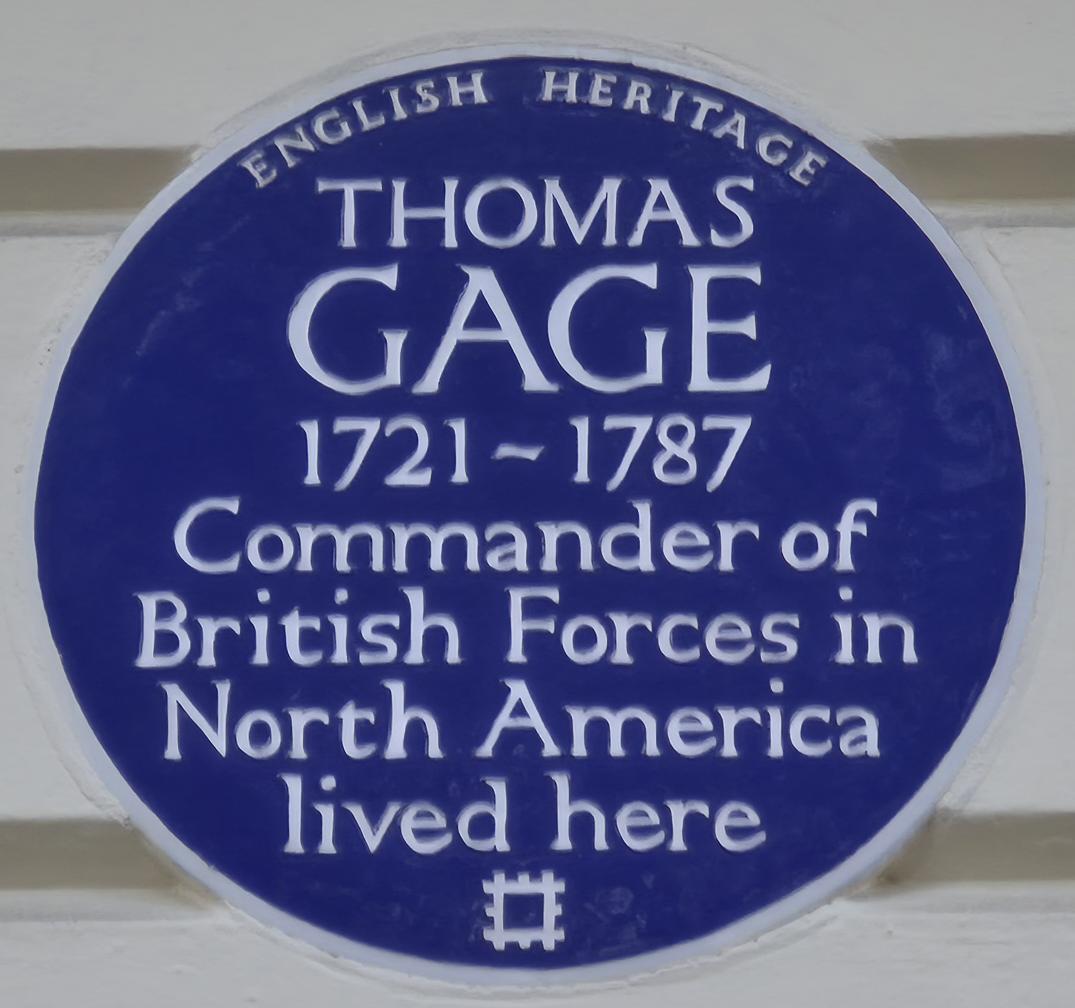 ENGLISH HERITAGE
THOMAS
GAGE
1721~1787
Commander of
British Forces in
North America
lived here